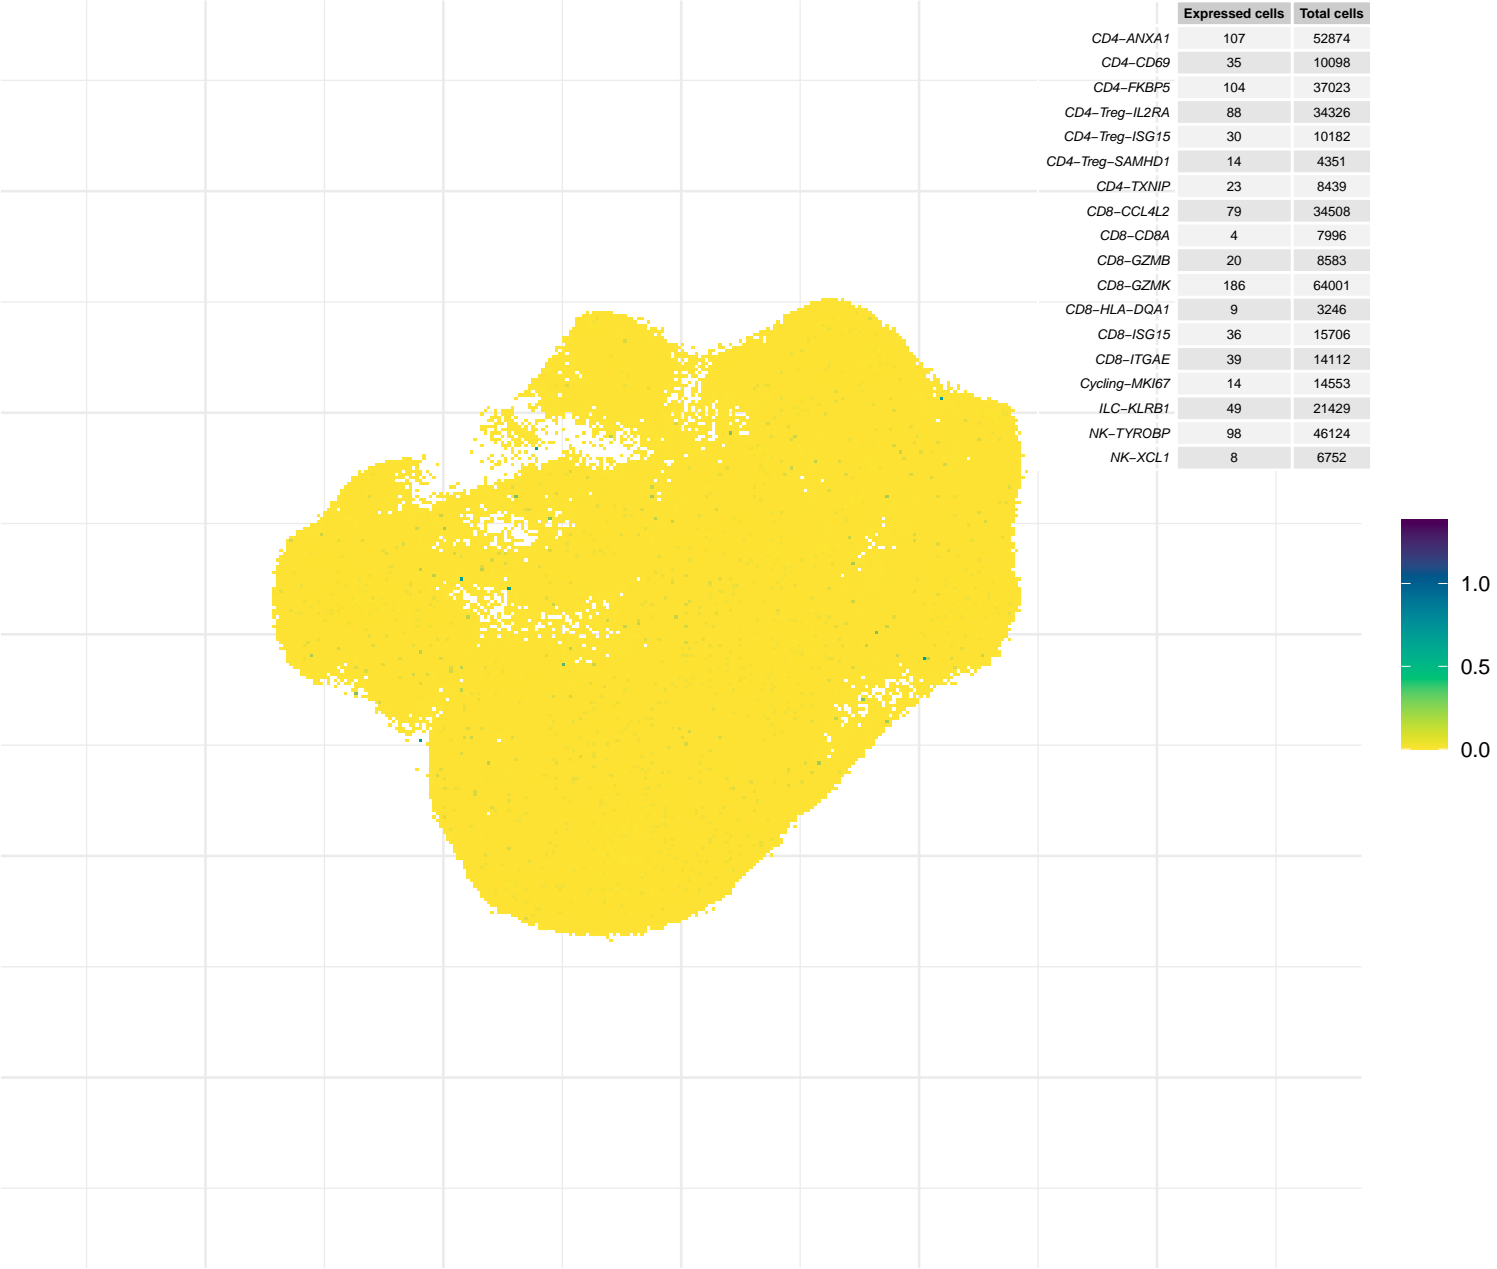 Expressed cells Total cells
CD4−ANXA1 107 52874
CD4−CD69 35 10098
CD4−FKBP5 104 37023
CD4−Treg−IL2RA 88 34326
CD4−Treg−ISG15 30 10182
CD4−Treg−SAMHD1 14 4351
CD4−TXNIP 23 8439
CD8−CCL4L2 79 34508
CD8−CD8A 4 7996
CD8−GZMB 20 8583
CD8−GZMK 186 64001
CD8−HLA−DQA1 9 3246
CD8−ISG15 36 15706
CD8−ITGAE 39 14112
Cycling−MKI67 14 14553
ILC−KLRB1 49 21429
NK−TYROBP 98 46124
NK−XCL1 8 6752
1.0
0.5
0.0